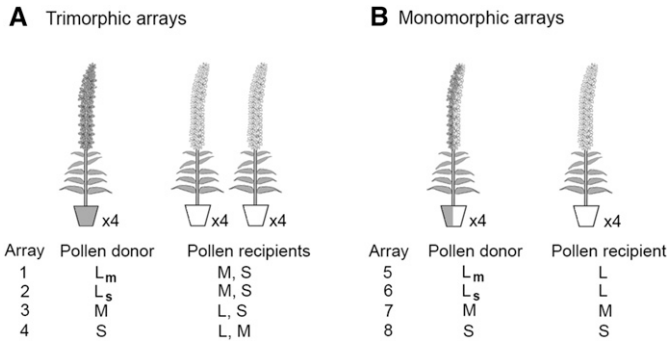 A Trimorphic arrays
B Monomorphic arrays
x4 x4 x4
x4 x4
Array Pollen donor Pollen recipients
1 Lm M, S
2 Ls M, S
3 M L, S
4 S L, M
Array Pollen donor Pollen recipient
5 Lm L
6 Ls L
7 M M
8 S S